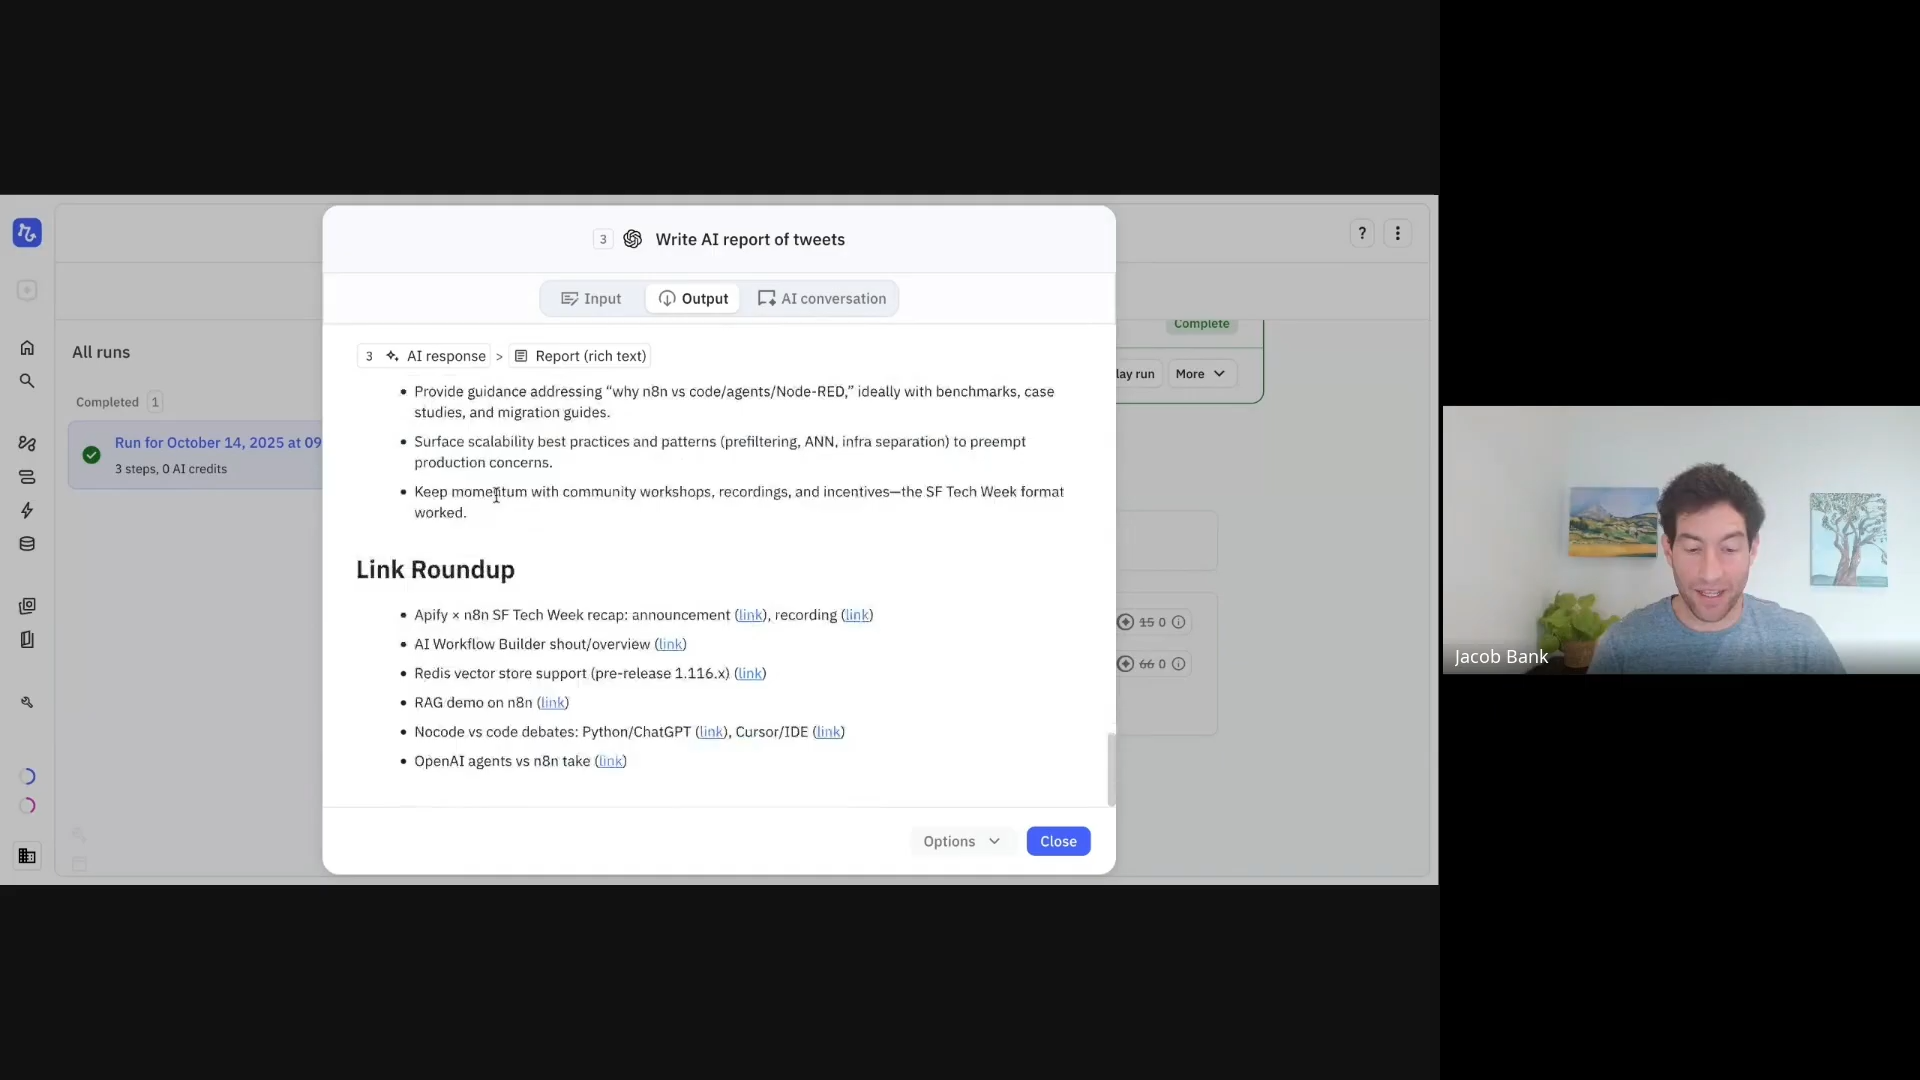 3 Write AI report of tweets
?
Input Output AI conversation
All runs
Completed 1
Run for October 14, 2025 at 09
3 steps, 0 AI credits
3 AI response > Report (rich text)
• Provide guidance addressing “why n8n vs code/agents/Node-RED,” ideally with benchmarks, case
studies, and migration guides.
• Surface scalability best practices and patterns (prefiltering, ANN, infra separation) to preempt
production concerns.
• Keep momentum with community workshops, recordings, and incentives—the SF Tech Week format
worked.
Link Roundup
• Apify × n8n SF Tech Week recap: announcement (link), recording (link)
• AI Workflow Builder shout/overview (link)
• Redis vector store support (pre-release 1.116.x) (link)
• RAG demo on n8n (link)
• Nocode vs code debates: Python/ChatGPT (link), Cursor/IDE (link)
• OpenAI agents vs n8n take (link)
Options Close
Complete
lay run More
15 0
66 0
Jacob Bank